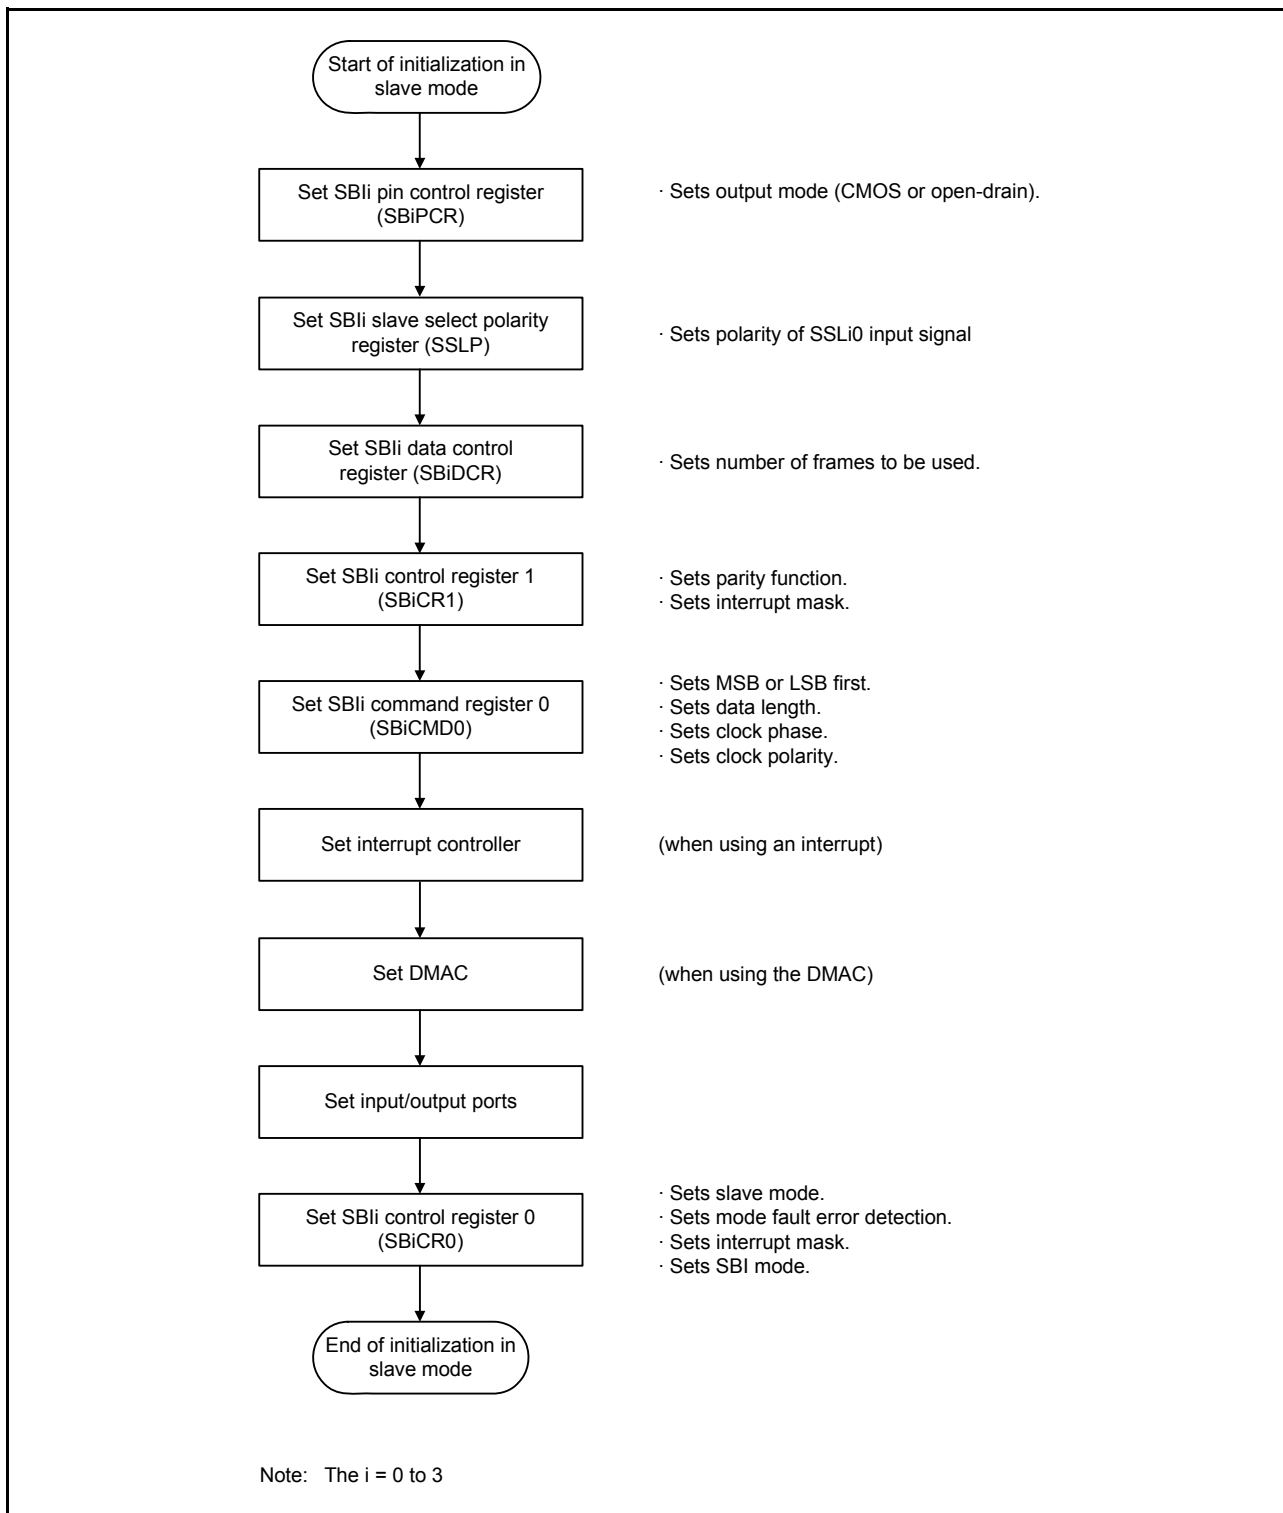 Start of initialization in
slave mode
Set SBIi pin control register
(SBiPCR)
· Sets output mode (CMOS or open-drain).
Set SBIi slave select polarity
register (SSLP)
· Sets polarity of SSLi0 input signal
Set SBIi data control
register (SBiDCR)
· Sets number of frames to be used.
Set SBIi control register 1
(SBiCR1)
· Sets parity function.
· Sets interrupt mask.
Set SBIi command register 0
(SBiCMD0)
· Sets MSB or LSB first.
· Sets data length.
· Sets clock phase.
· Sets clock polarity.
Set interrupt controller
(when using an interrupt)
Set DMAC
(when using the DMAC)
Set input/output ports
Set SBIi control register 0
(SBiCR0)
· Sets slave mode.
· Sets mode fault error detection.
· Sets interrupt mask.
· Sets SBI mode.
End of initialization in
slave mode
Note: The i = 0 to 3